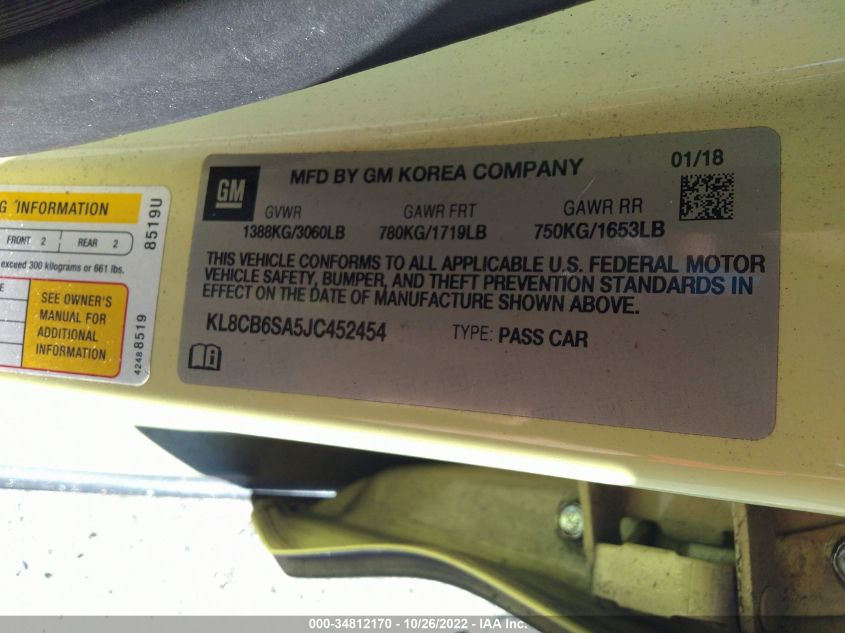 G INFORMATION
FRONT 2 | REAR 2
exceed 300 kilograms or 661 lbs.
E
SEE OWNER'S
MANUAL FOR
ADDITIONAL
INFORMATION
8519U
42488519
GM
MFD BY GM KOREA COMPANY
01/18
GVWR GAWR FRT GAWR RR
1388KG/3060LB 780KG/1719LB 750KG/1653LB
THIS VEHICLE CONFORMS TO ALL APPLICABLE U.S. FEDERAL MOTOR
VEHICLE SAFETY, BUMPER, AND THEFT PREVENTION STANDARDS IN
EFFECT ON THE DATE OF MANUFACTURE SHOWN ABOVE.
KL8CB6SA5JC452454 TYPE: PASS CAR
000-34812170 - 10/26/2022 - IAA Inc.